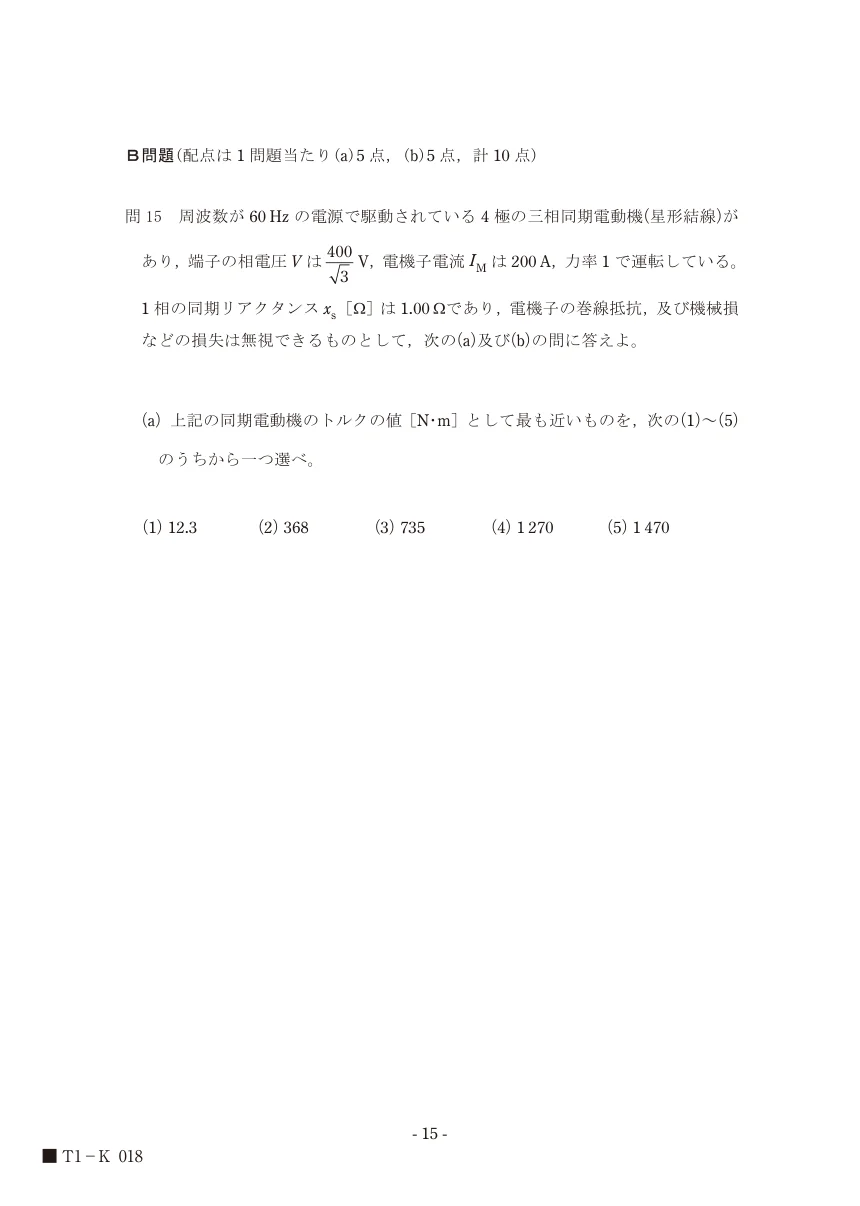 B問題(配点は1問題当たり(a)5点，(b)5点，計10点)
問15　周波数が60 Hzの電源で駆動されている4極の三相同期電動機(星形結線)が
あり，端子の相電圧 V は 400/√3 V，電機子電流 I_M は200 A，力率1で運転している。
1相の同期リアクタンス x_s［Ω］は1.00 Ωであり，電機子の巻線抵抗，及び機械損
などの損失は無視できるものとして，次の(a)及び(b)の問に答えよ。
(a) 上記の同期電動機のトルクの値［N･m］として最も近いものを，次の(1)～(5)
のうちから一つ選べ。
(1) 12.3　(2) 368　(3) 735　(4) 1 270　(5) 1 470
- 15 -
■ T1－K 018